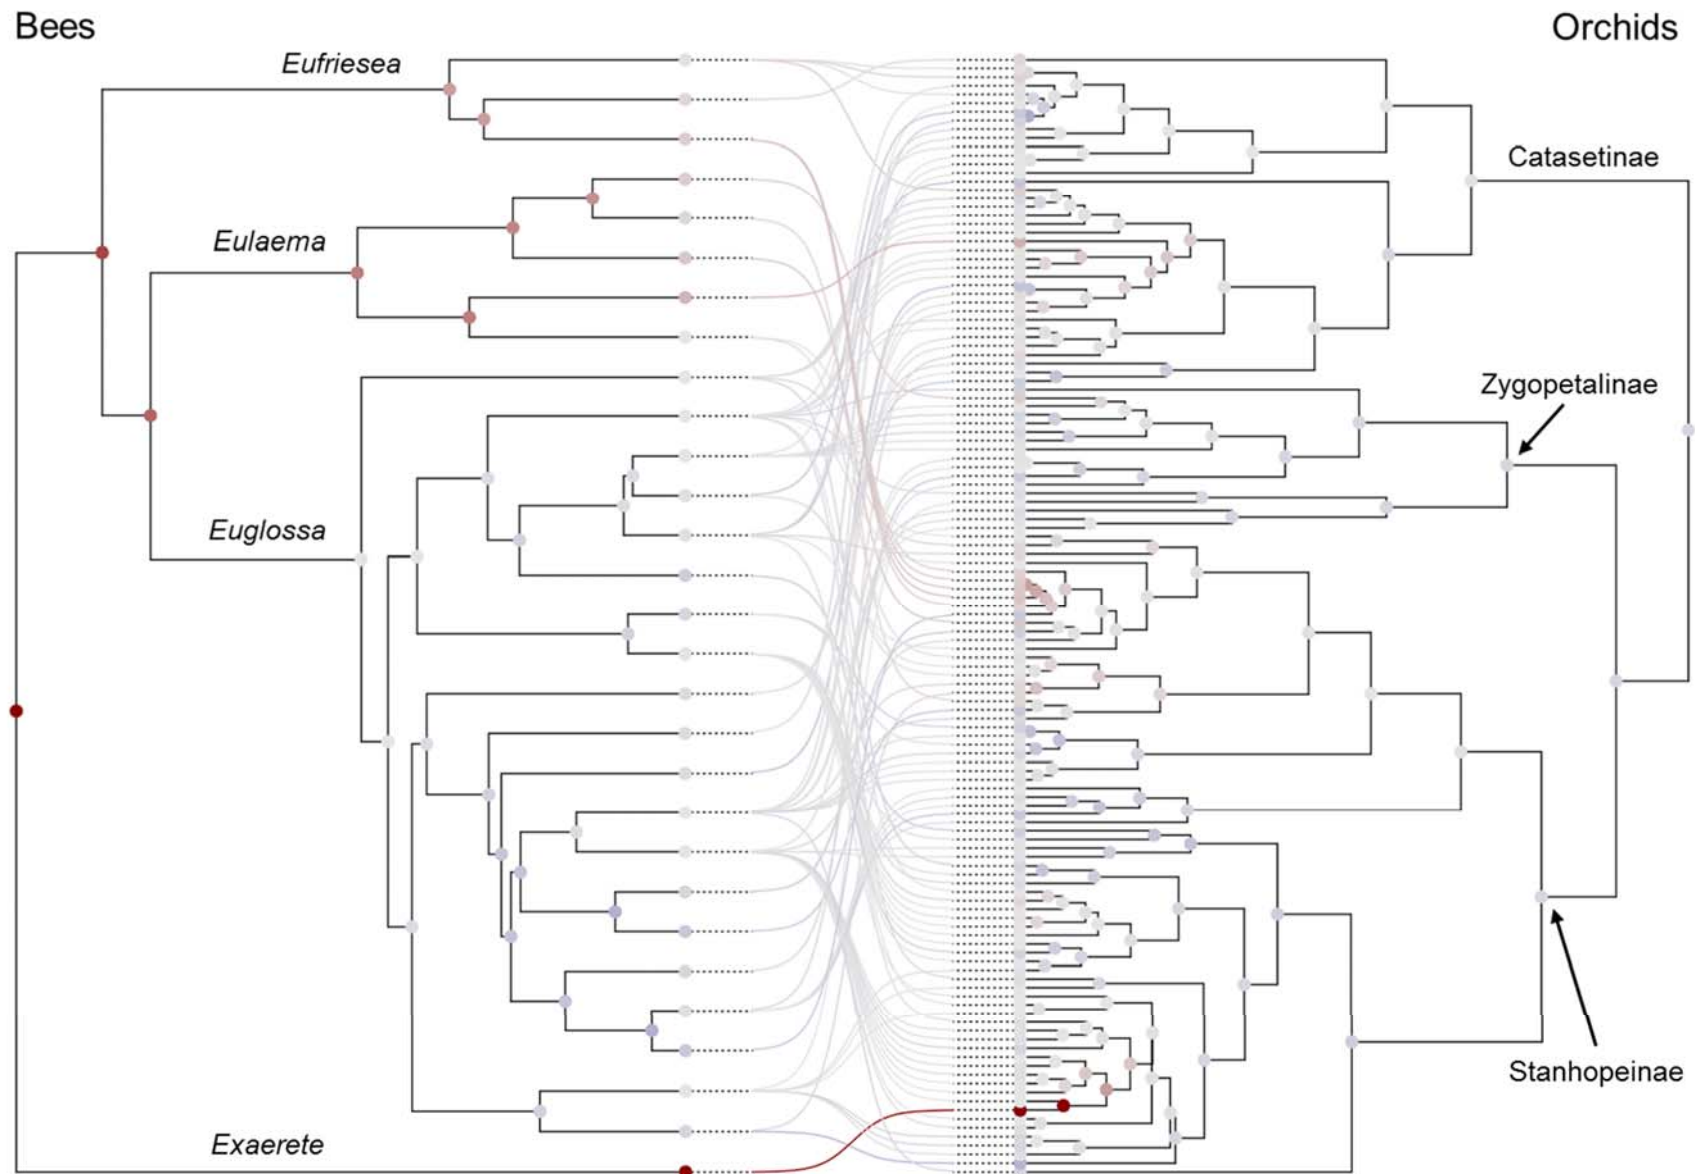 Bees
Orchids
Eufriesea
Catasetinae
Eulaema
Zygopetalinae
Euglossa
Stanhopeinae
Exaerete